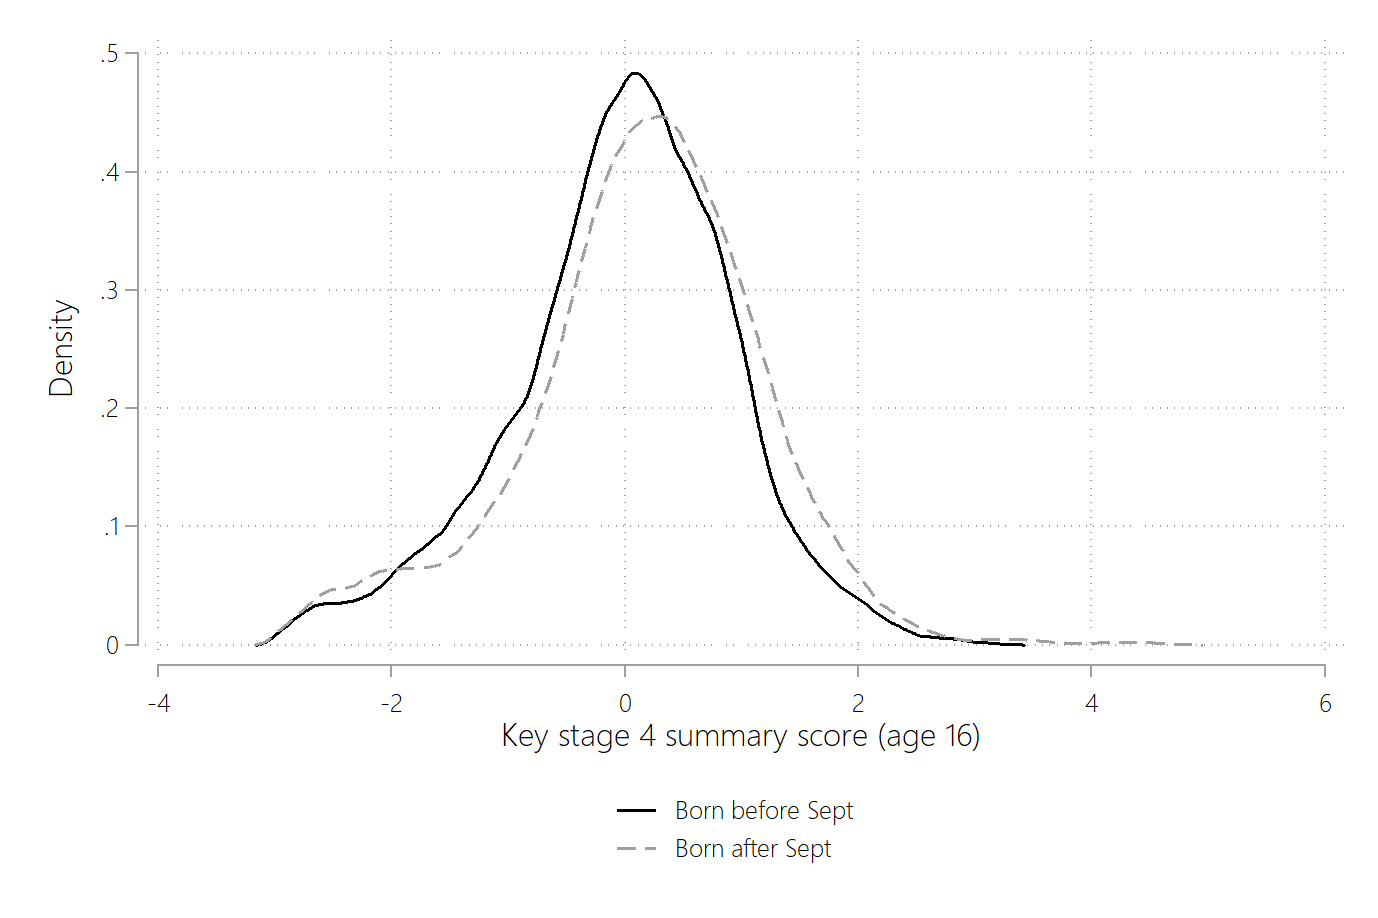 .5
.4
.3
.2
.1
0
Density
-4 -2 0 2 4 6
Key stage 4 summary score (age 16)
Born before Sept
Born after Sept